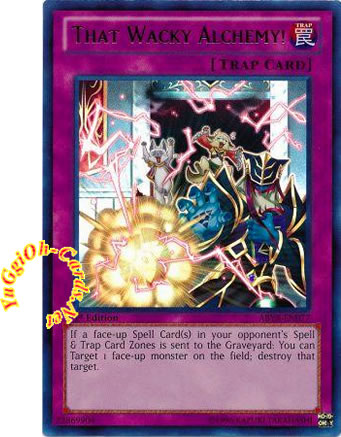 That Wacky Alchemy!
TRAP
罠
[TRAP CARD]
YuGgiOh-Cards.Net
Edition
If a face-up Spell Card(s) in your opponent's Spell
& Trap Card Zones is sent to the Graveyard: You can
Target 1 face-up monster on the field; destroy that
target.